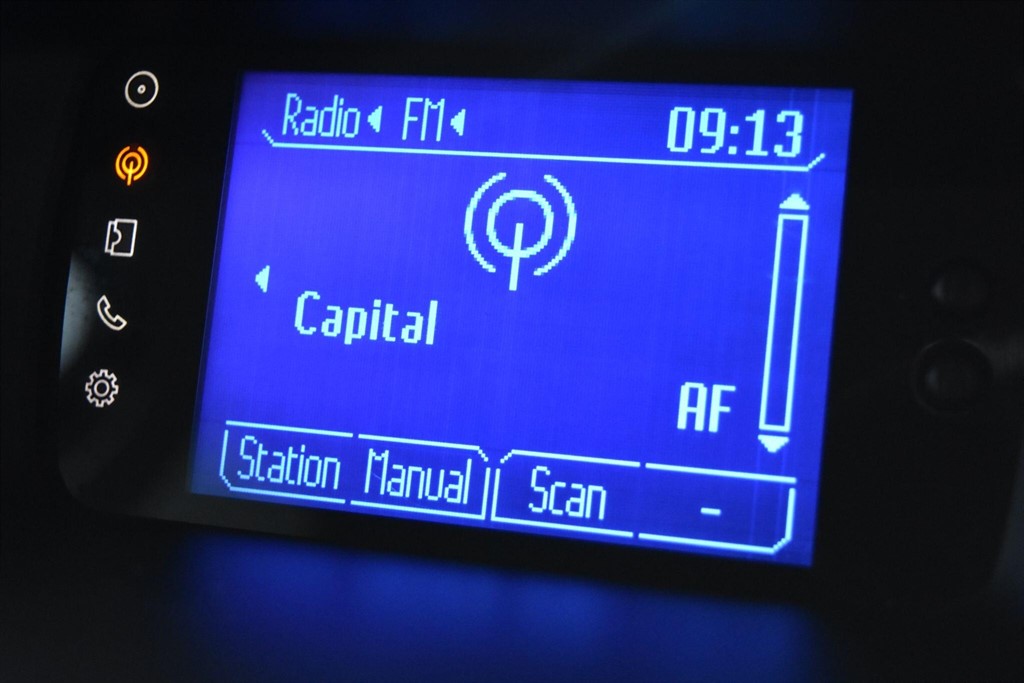 Radio FM 09:13
Capital
AF
Station Manual Scan -